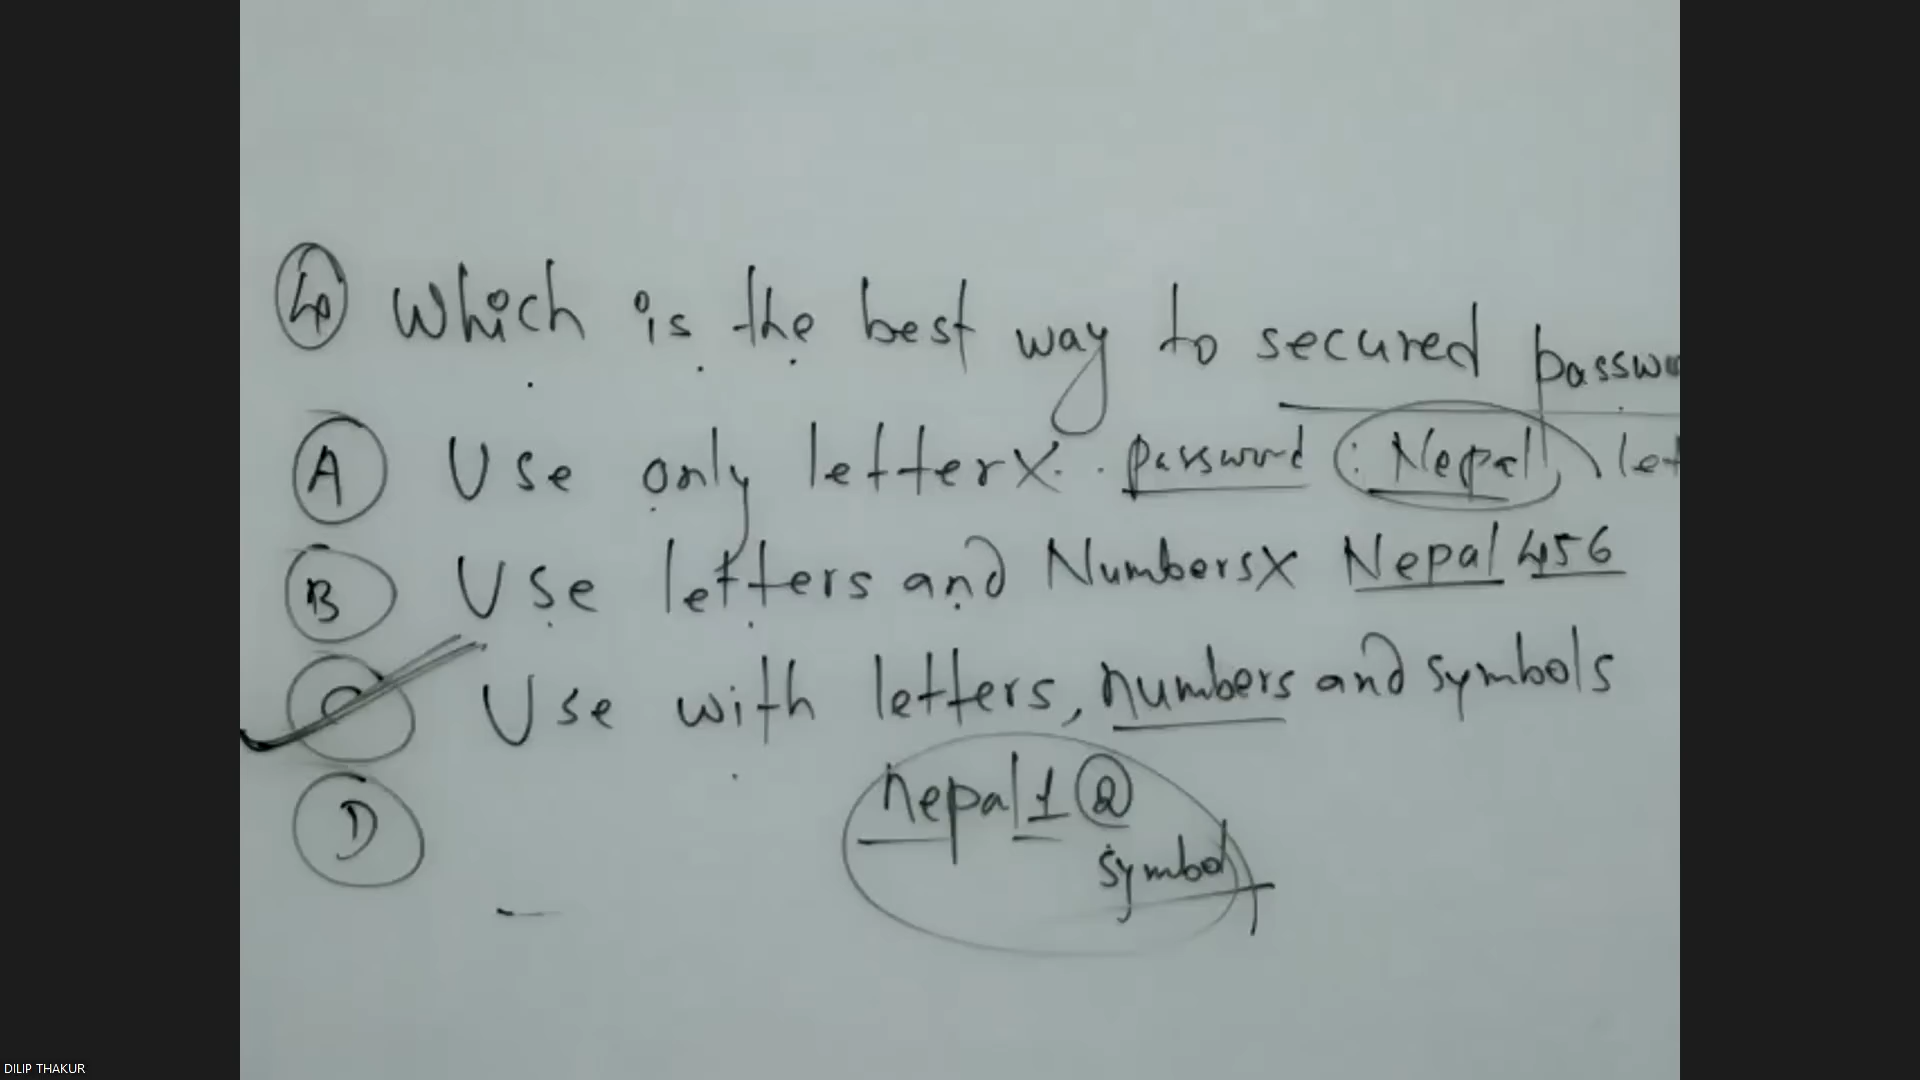 4 Which is the best way to secured
A Use only letter X. password : Nepal,
B Use letters and Numbers X Nepal 456
C Use with letters, numbers and symbols
nepal 1 @
symbol
D
DILIP THAKUR